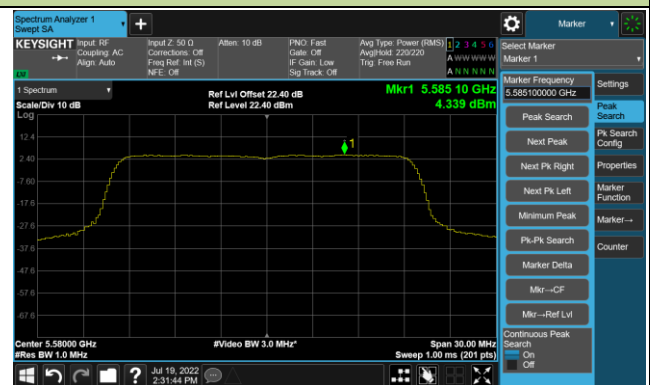 Spectrum Analyzer 1
Swept SA
Marker
KEYSIGHT
Input: RF
Coupling: AC
Align: Auto
Input Z: 50 Ω
Corrections: Off
Freq Ref: Int (S)
NFE: Off
Atten: 10 dB
PNO: Fast
Gate: Off
IF Gain: Low
Sig Track: Off
Avg Type: Power (RMS)
Avg|Hold: 220/220
Trig: Free Run
1 2 3 4 5 6
A W W W W W
A N N N N N
LXI
Select Marker
Marker 1
1 Spectrum
Scale/Div 10 dB
Log
Ref Lvl Offset 22.40 dB
Ref Level 22.40 dBm
Mkr1 5.585 10 GHz
4.339 dBm
1
12.4
2.40
-7.60
-17.6
-27.6
-37.6
-47.6
-57.6
-67.6
Center 5.58000 GHz
#Res BW 1.0 MHz
#Video BW 3.0 MHz*
Span 30.00 MHz
Sweep 1.00 ms (201 pts)
Marker Frequency
5.585100000 GHz
Peak Search
Next Peak
Next Pk Right
Next Pk Left
Minimum Peak
Pk-Pk Search
Marker Delta
Mkr→CF
Mkr→Ref Lvl
Continuous Peak
Search
On
Off
Settings
Peak
Search
Pk Search
Config
Properties
Marker
Function
Marker→
Counter
Jul 19, 2022
2:31:44 PM